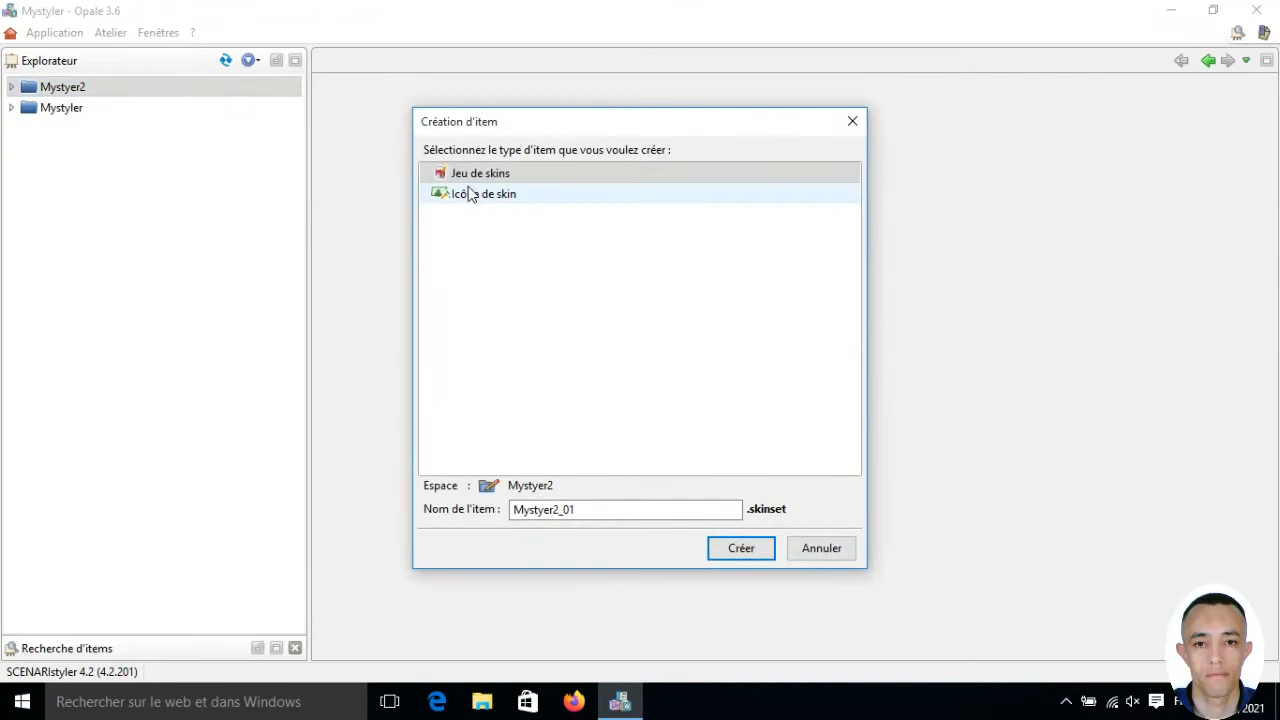 Mystyler - Opale 3.6
Application Atelier Fenêtres ?
Explorateur
Mystyer2
Mystyler
Création d'item
Sélectionnez le type d'item que vous voulez créer :
Jeu de skins
de skin
Espace : Mystyer2
Nom de l'item : Mystyer2_01 .skinset
Créer Annuler
Recherche d'items
SCENARIstyler 4.2 (4.2.201)
Rechercher sur le web et dans Windows
2021